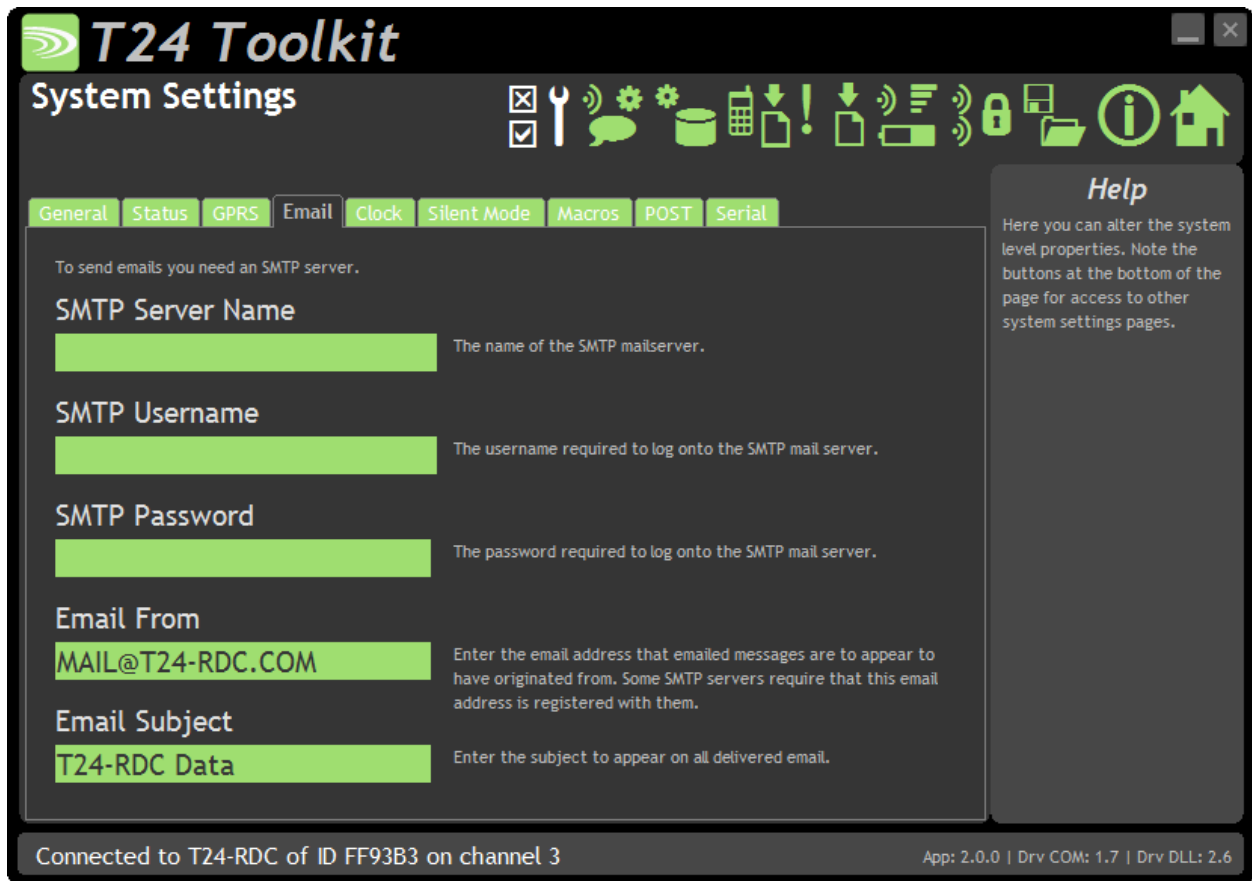 T24 Toolkit
System Settings
General Status GPRS Email Clock Silent Mode Macros POST Serial
To send emails you need an SMTP server.
SMTP Server Name
The name of the SMTP mailserver.
SMTP Username
The username required to log onto the SMTP mail server.
SMTP Password
The password required to log onto the SMTP mail server.
Email From
MAIL@T24-RDC.COM
Enter the email address that emailed messages are to appear to
have originated from. Some SMTP servers require that this email
address is registered with them.
Email Subject
T24-RDC Data
Enter the subject to appear on all delivered email.
Help
Here you can alter the system
level properties. Note the
buttons at the bottom of the
page for access to other
system settings pages.
Connected to T24-RDC of ID FF93B3 on channel 3
App: 2.0.0 | Drv COM: 1.7 | Drv DLL: 2.6